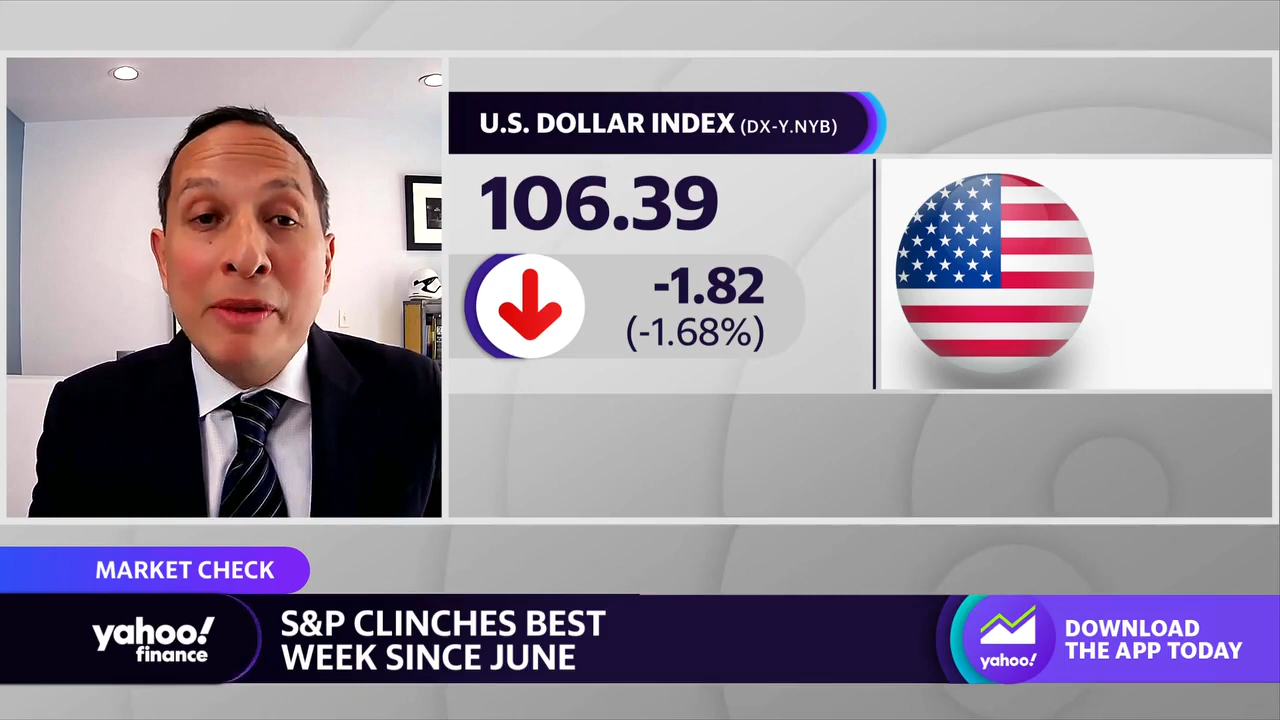 U.S. DOLLAR INDEX (DX-Y.NYB)
106.39
-1.82
(-1.68%)
MARKET CHECK
yahoo!
finance
S&P CLINCHES BEST
WEEK SINCE JUNE
yahoo!
DOWNLOAD
THE APP TODAY